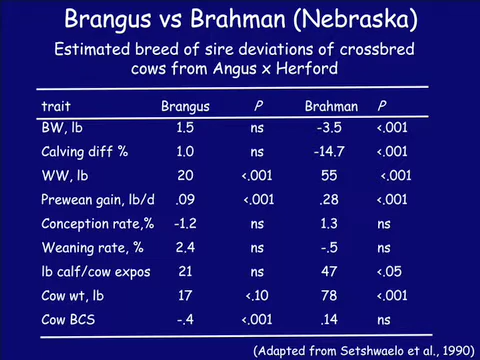 Brangus vs Brahman (Nebraska)
Estimated breed of sire deviations of crossbred
cows from Angus x Herford
trait Brangus P Brahman P
BW, lb 1.5 ns -3.5 <.001
Calving diff % 1.0 ns -14.7 <.001
WW, lb 20 <.001 55 <.001
Prewean gain, lb/d .09 <.001 .28 <.001
Conception rate,% -1.2 ns 1.3 ns
Weaning rate, % 2.4 ns -.5 ns
lb calf/cow expos 21 ns 47 <.05
Cow wt, lb 17 <.10 78 <.001
Cow BCS -.4 <.001 .14 ns
(Adapted from Setshwaelo et al., 1990)